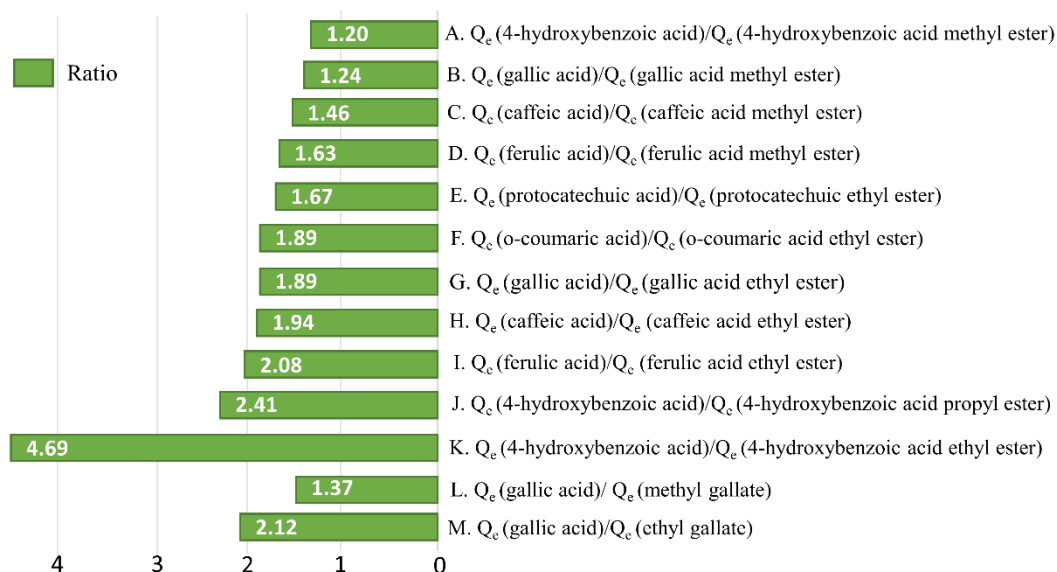 1.20 A. Qₑ (4-hydroxybenzoic acid)/Qₑ (4-hydroxybenzoic acid methyl ester)
Ratio
1.24 B. Qₑ (gallic acid)/Qₑ (gallic acid methyl ester)
1.46 C. Qₑ (caffeic acid)/Qₑ (caffeic acid methyl ester)
1.63 D. Qₑ (ferulic acid)/Qₑ (ferulic acid methyl ester)
1.67 E. Qₑ (protocatechuic acid)/Qₑ (protocatechuic ethyl ester)
1.89 F. Qₑ (o-coumaric acid)/Qₑ (o-coumaric acid ethyl ester)
1.89 G. Qₑ (gallic acid)/Qₑ (gallic acid ethyl ester)
1.94 H. Qₑ (caffeic acid)/Qₑ (caffeic acid ethyl ester)
2.08 I. Qₑ (ferulic acid)/Qₑ (ferulic acid ethyl ester)
2.41 J. Qₑ (4-hydroxybenzoic acid)/Qₑ (4-hydroxybenzoic acid propyl ester)
4.69 K. Qₑ (4-hydroxybenzoic acid)/Qₑ (4-hydroxybenzoic acid ethyl ester)
1.37 L. Qₑ (gallic acid)/ Qₑ (methyl gallate)
2.12 M. Qₑ (gallic acid)/Qₑ (ethyl gallate)
4 3 2 1 0